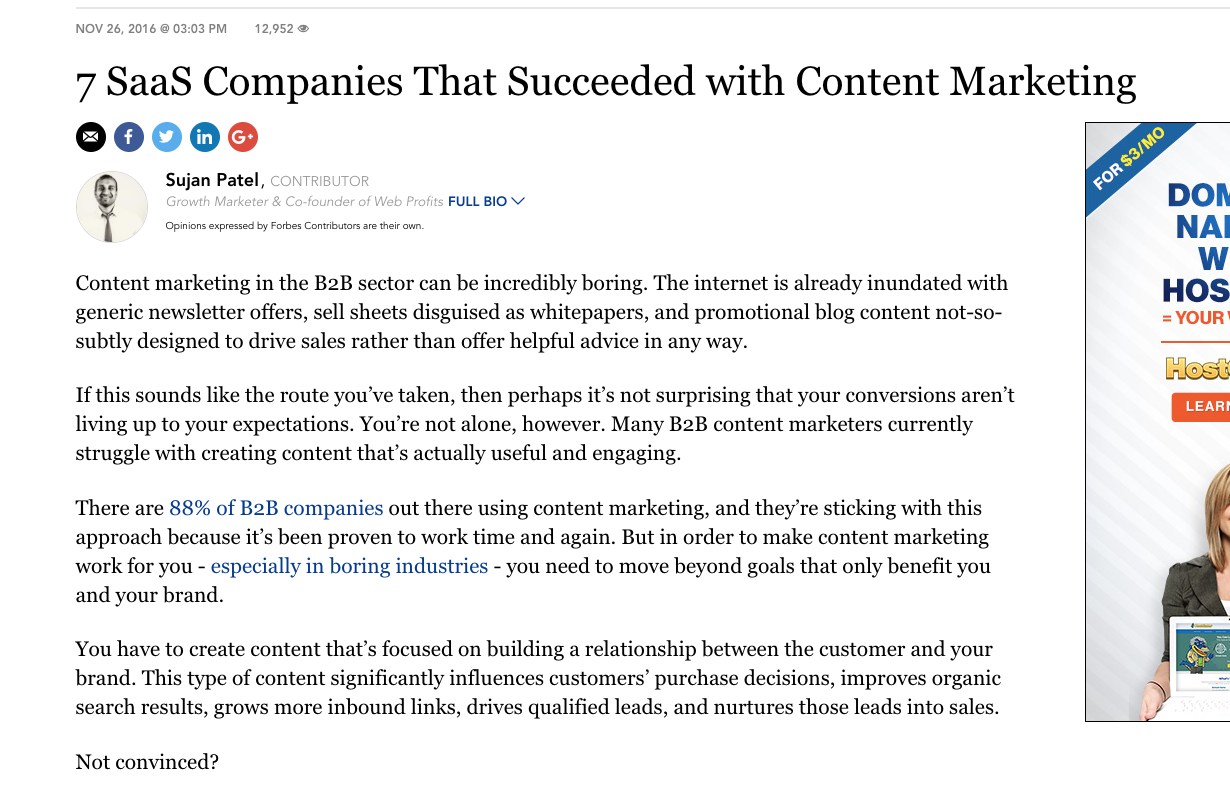 NOV 26, 2016 @ 03:03 PM 12,952
7 SaaS Companies That Succeeded with Content Marketing
Sujan Patel, CONTRIBUTOR
Growth Marketer & Co-founder of Web Profits FULL BIO
Opinions expressed by Forbes Contributors are their own.
Content marketing in the B2B sector can be incredibly boring. The internet is already inundated with
generic newsletter offers, sell sheets disguised as whitepapers, and promotional blog content not-so-
subtly designed to drive sales rather than offer helpful advice in any way.
If this sounds like the route you’ve taken, then perhaps it’s not surprising that your conversions aren’t
living up to your expectations. You’re not alone, however. Many B2B content marketers currently
struggle with creating content that’s actually useful and engaging.
There are 88% of B2B companies out there using content marketing, and they’re sticking with this
approach because it’s been proven to work time and again. But in order to make content marketing
work for you - especially in boring industries - you need to move beyond goals that only benefit you
and your brand.
You have to create content that’s focused on building a relationship between the customer and your
brand. This type of content significantly influences customers’ purchase decisions, improves organic
search results, grows more inbound links, drives qualified leads, and nurtures those leads into sales.
Not convinced?
FOR $3/MO
DOM
NA
W
HOS
= YOUR
Host
LEARN